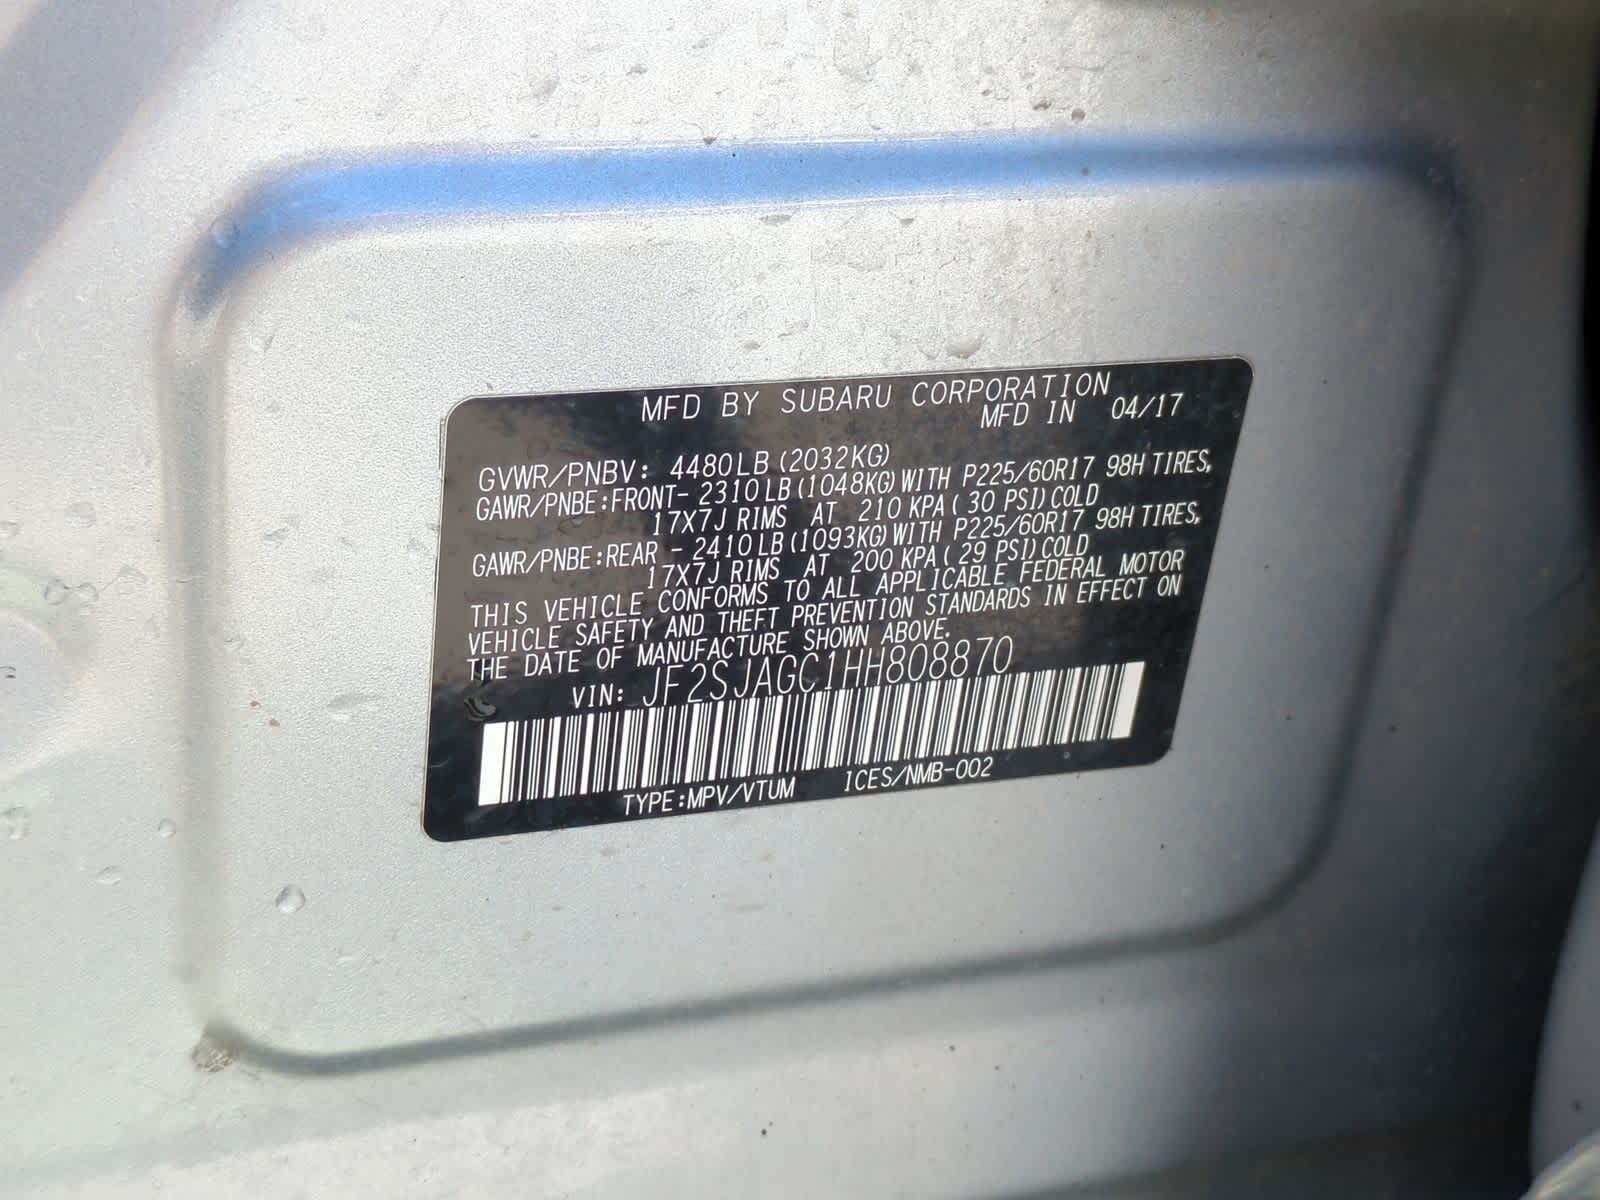 MFD BY SUBARU CORPORATION
MFD IN 04/17
GVWR/PNBV: 4480LB (2032KG)
GAWR/PNBE:FRONT- 2310LB (1048KG) WITH P225/60R17 98H TIRES,
17X7J RIMS AT 210 KPA ( 30 PSI) COLD
GAWR/PNBE:REAR - 2410LB (1093KG) WITH P225/60R17 98H TIRES,
17X7J RIMS AT 200 KPA ( 29 PSI) COLD
THIS VEHICLE CONFORMS TO ALL APPLICABLE FEDERAL MOTOR
VEHICLE SAFETY AND THEFT PREVENTION STANDARDS IN EFFECT ON
THE DATE OF MANUFACTURE SHOWN ABOVE.
VIN: JF2SJAGC1HH808870
TYPE:MPV/VTUM ICES/NMB-002